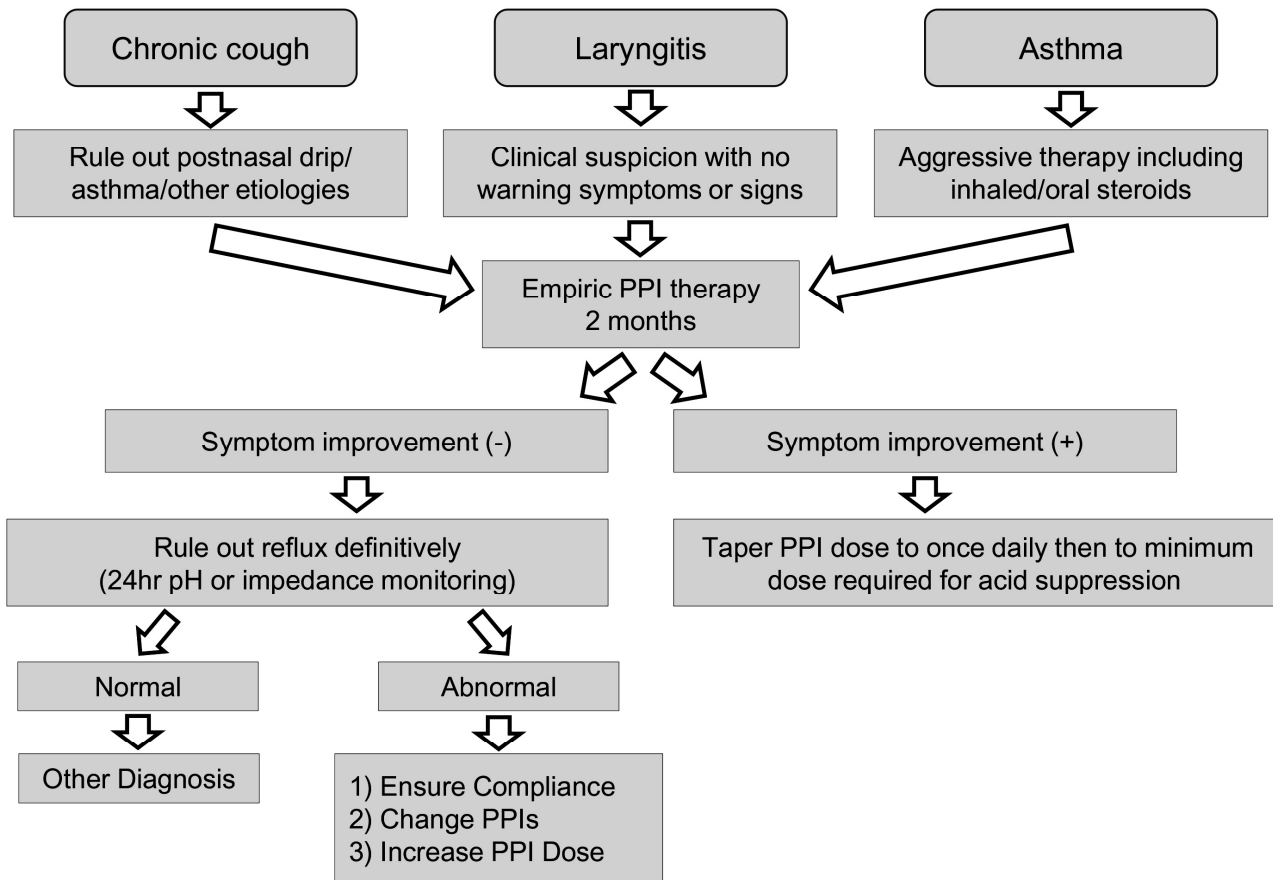 Chronic cough
Laryngitis
Asthma
Rule out postnasal drip/
asthma/other etiologies
Clinical suspicion with no
warning symptoms or signs
Aggressive therapy including
inhaled/oral steroids
Empiric PPI therapy
2 months
Symptom improvement (-)
Symptom improvement (+)
Rule out reflux definitively
(24hr pH or impedance monitoring)
Taper PPI dose to once daily then to minimum
dose required for acid suppression
Normal
Abnormal
Other Diagnosis
1) Ensure Compliance
2) Change PPIs
3) Increase PPI Dose